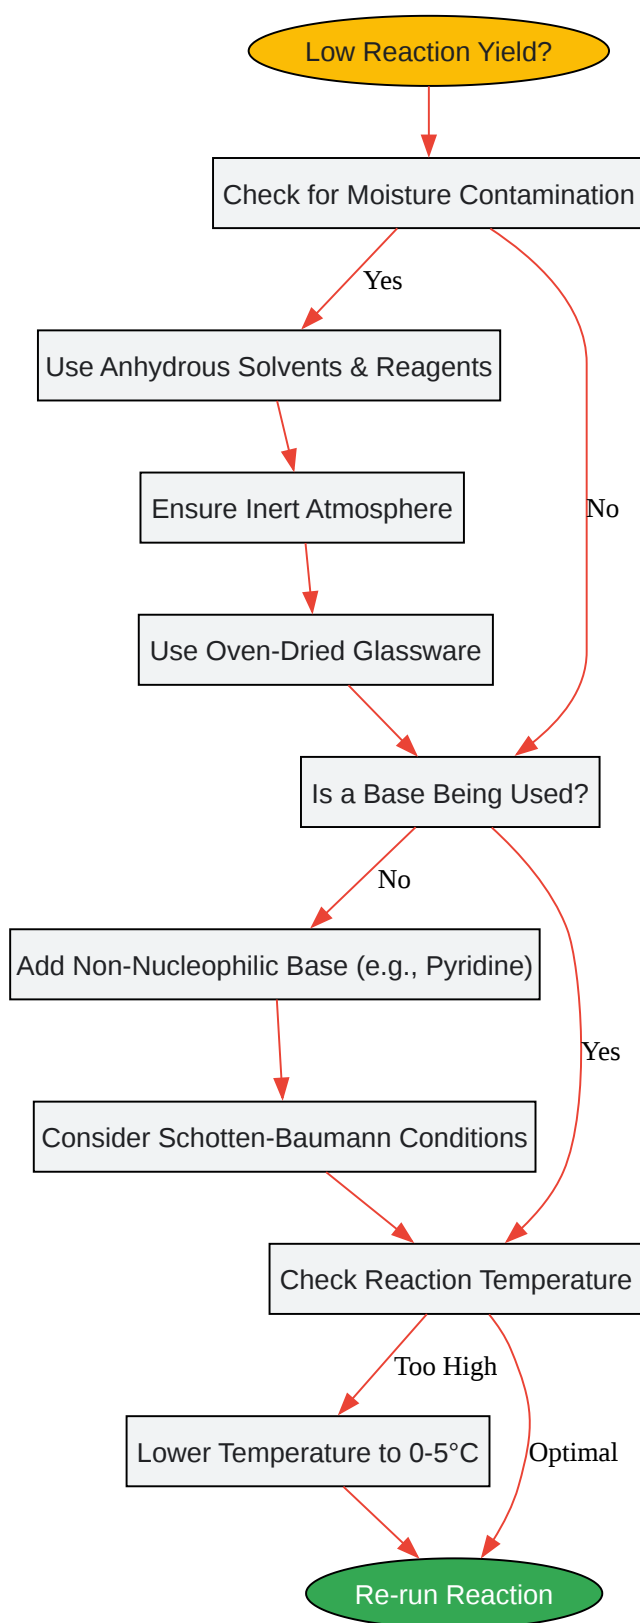 Low Reaction Yield?
Check for Moisture Contamination
Yes
Use Anhydrous Solvents & Reagents
Ensure Inert Atmosphere
No
Use Oven-Dried Glassware
Is a Base Being Used?
No
Add Non-Nucleophilic Base (e.g., Pyridine)
Yes
Consider Schotten-Baumann Conditions
Check Reaction Temperature
Too High
Lower Temperature to 0-5°C
Optimal
Re-run Reaction